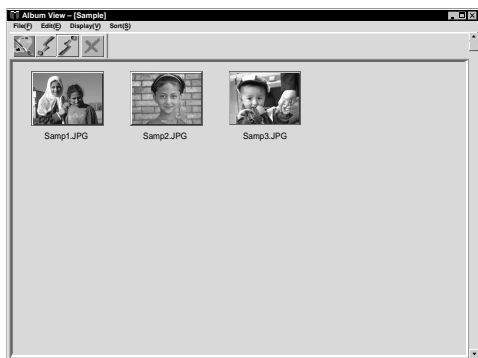 Album View – [Sample]
File(F) Edit(E) Display(V) Sort(S)
Samp1.JPG Samp2.JPG Samp3.JPG